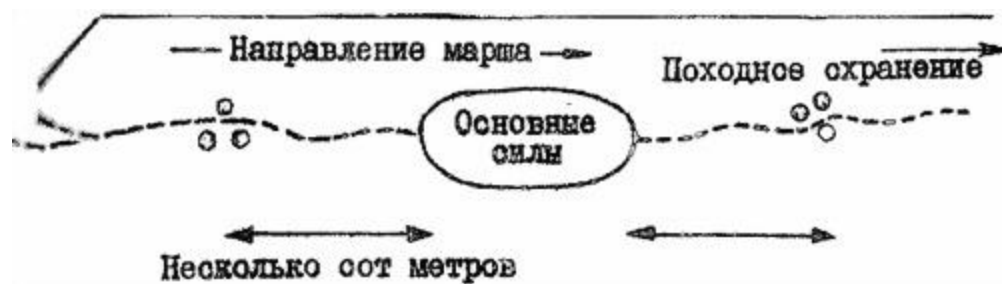 Направление марша
Походное охранение
Основные
силы
Несколько сот метров